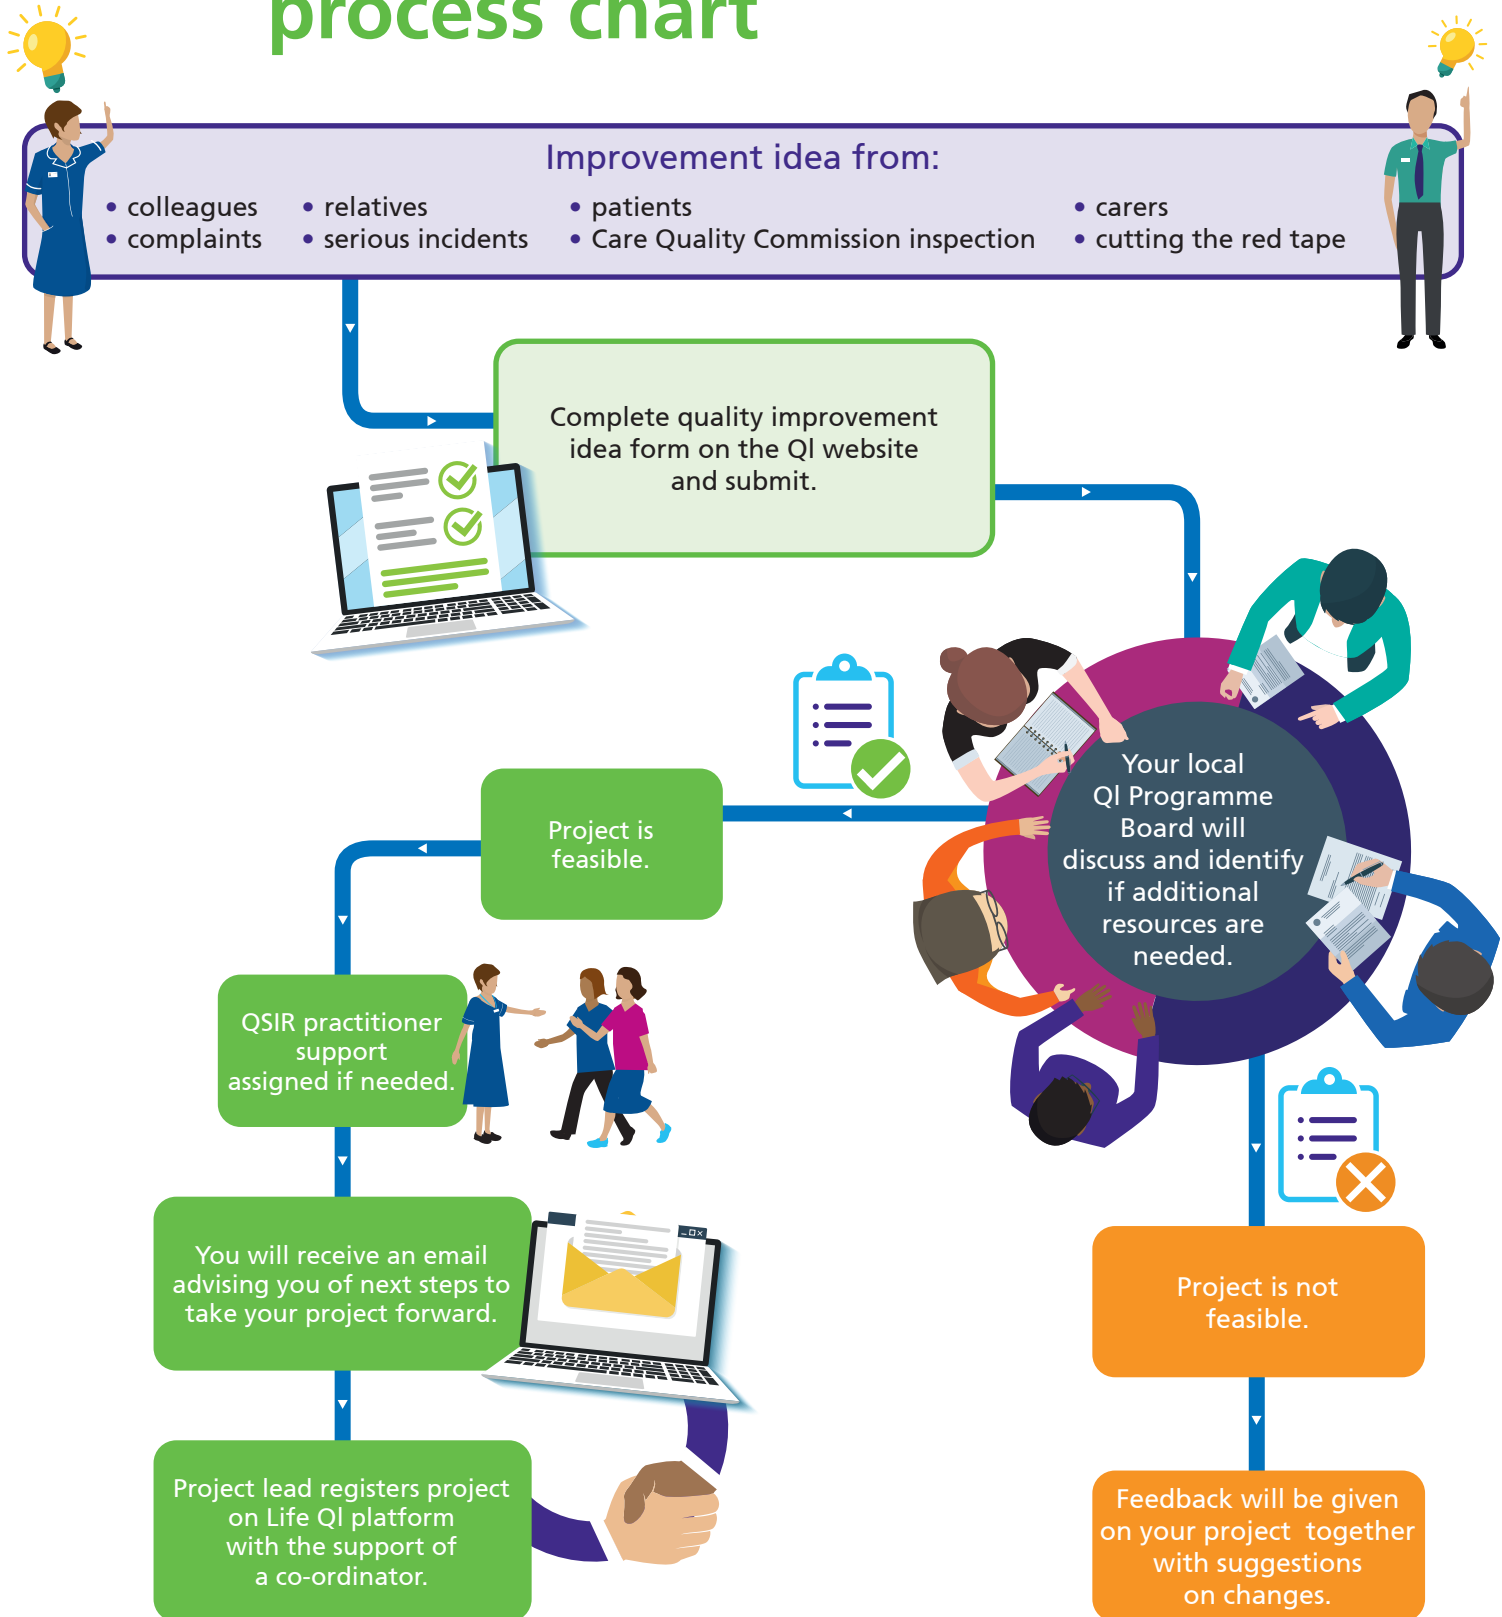 process chart
Improvement idea from:
• colleagues
• complaints
• relatives
• serious incidents
• patients
• Care Quality Commission inspection
• carers
• cutting the red tape
Complete quality improvement
idea form on the QI website
and submit.
Your local
QI Programme
Board will
discuss and identify
if additional
resources are
needed.
Project is
feasible.
QSIR practitioner
support
assigned if needed.
You will receive an email
advising you of next steps to
take your project forward.
Project lead registers project
on Life QI platform
with the support of
a co-ordinator.
Project is not
feasible.
Feedback will be given
on your project together
with suggestions
on changes.